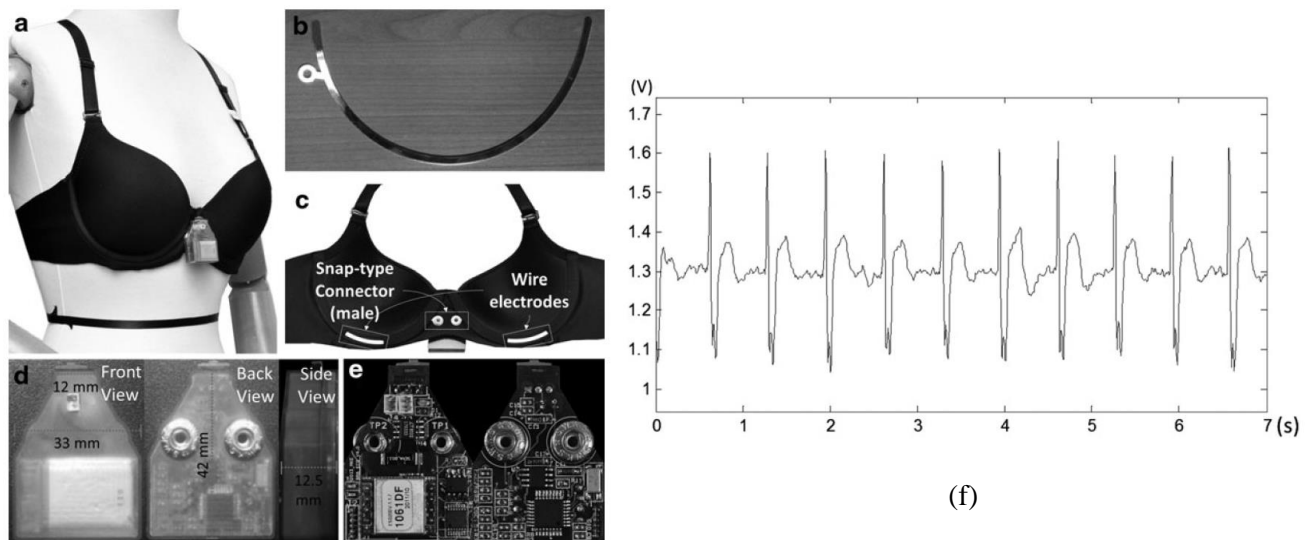 a
b
c
Snap-type
Connector
(male)
Wire
electrodes
d
Front
View
12 mm
33 mm
Back
View
42 mm
Side
View
12.5
mm
e
TP2
TP1
1061DF
(V)
1.7
1.6
1.5
1.4
1.3
1.2
1.1
1
0
1
2
3
4
5
6
7
(s)
(f)